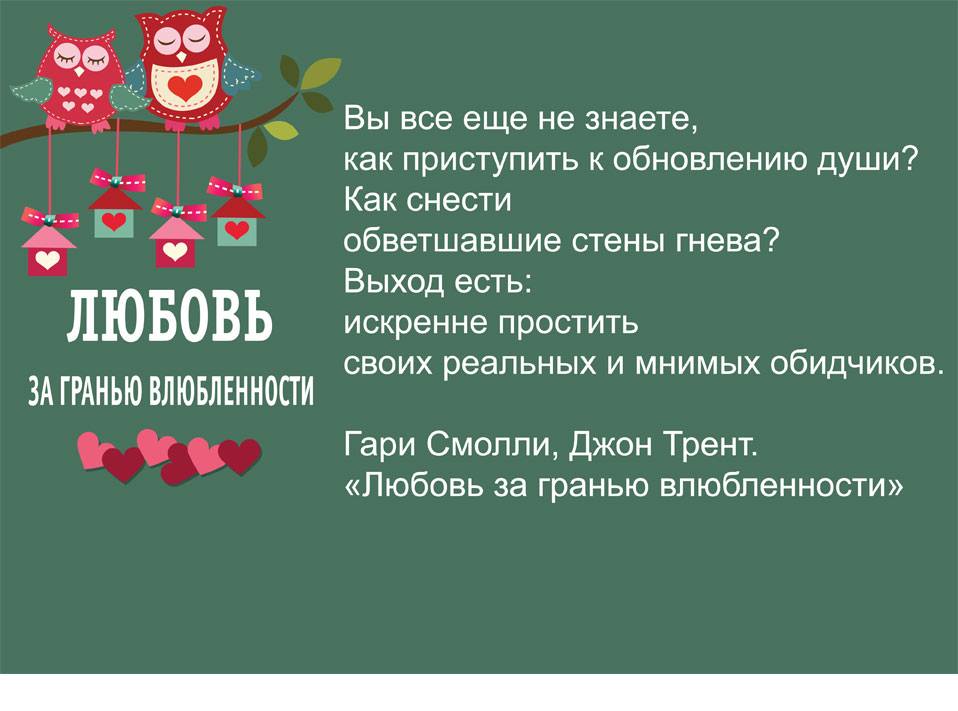 ЛЮБОВЬ
ЗА ГРАНЬЮ ВЛЮБЛЕННОСТИ
Вы все еще не знаете,
как приступить к обновлению души?
Как снести
обветшавшие стены гнева?
Выход есть:
искренне простить
своих реальных и мнимых обидчиков.
Гари Смолли, Джон Трент.
«Любовь за гранью влюбленности»